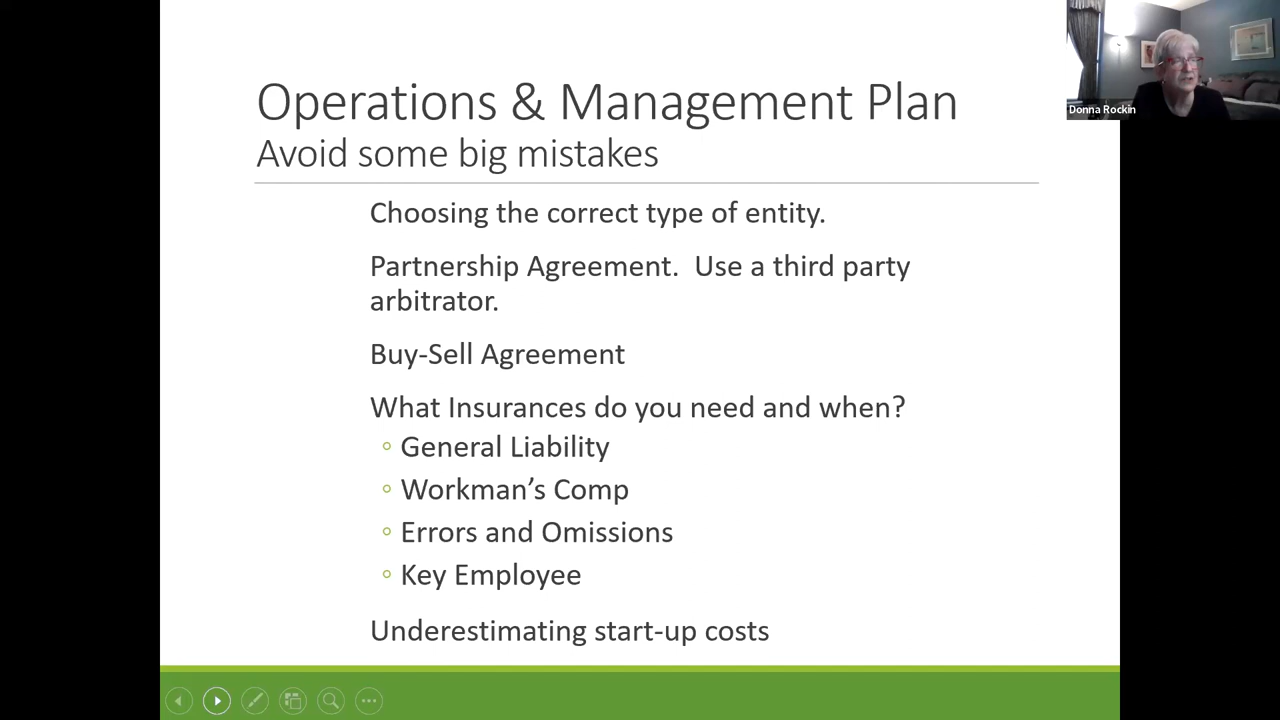 Operations & Management Plan
Avoid some big mistakes
Choosing the correct type of entity.
Partnership Agreement.  Use a third party
arbitrator.
Buy-Sell Agreement
What Insurances do you need and when?
◦ General Liability
◦ Workman’s Comp
◦ Errors and Omissions
◦ Key Employee
Underestimating start-up costs
Donna Rockin